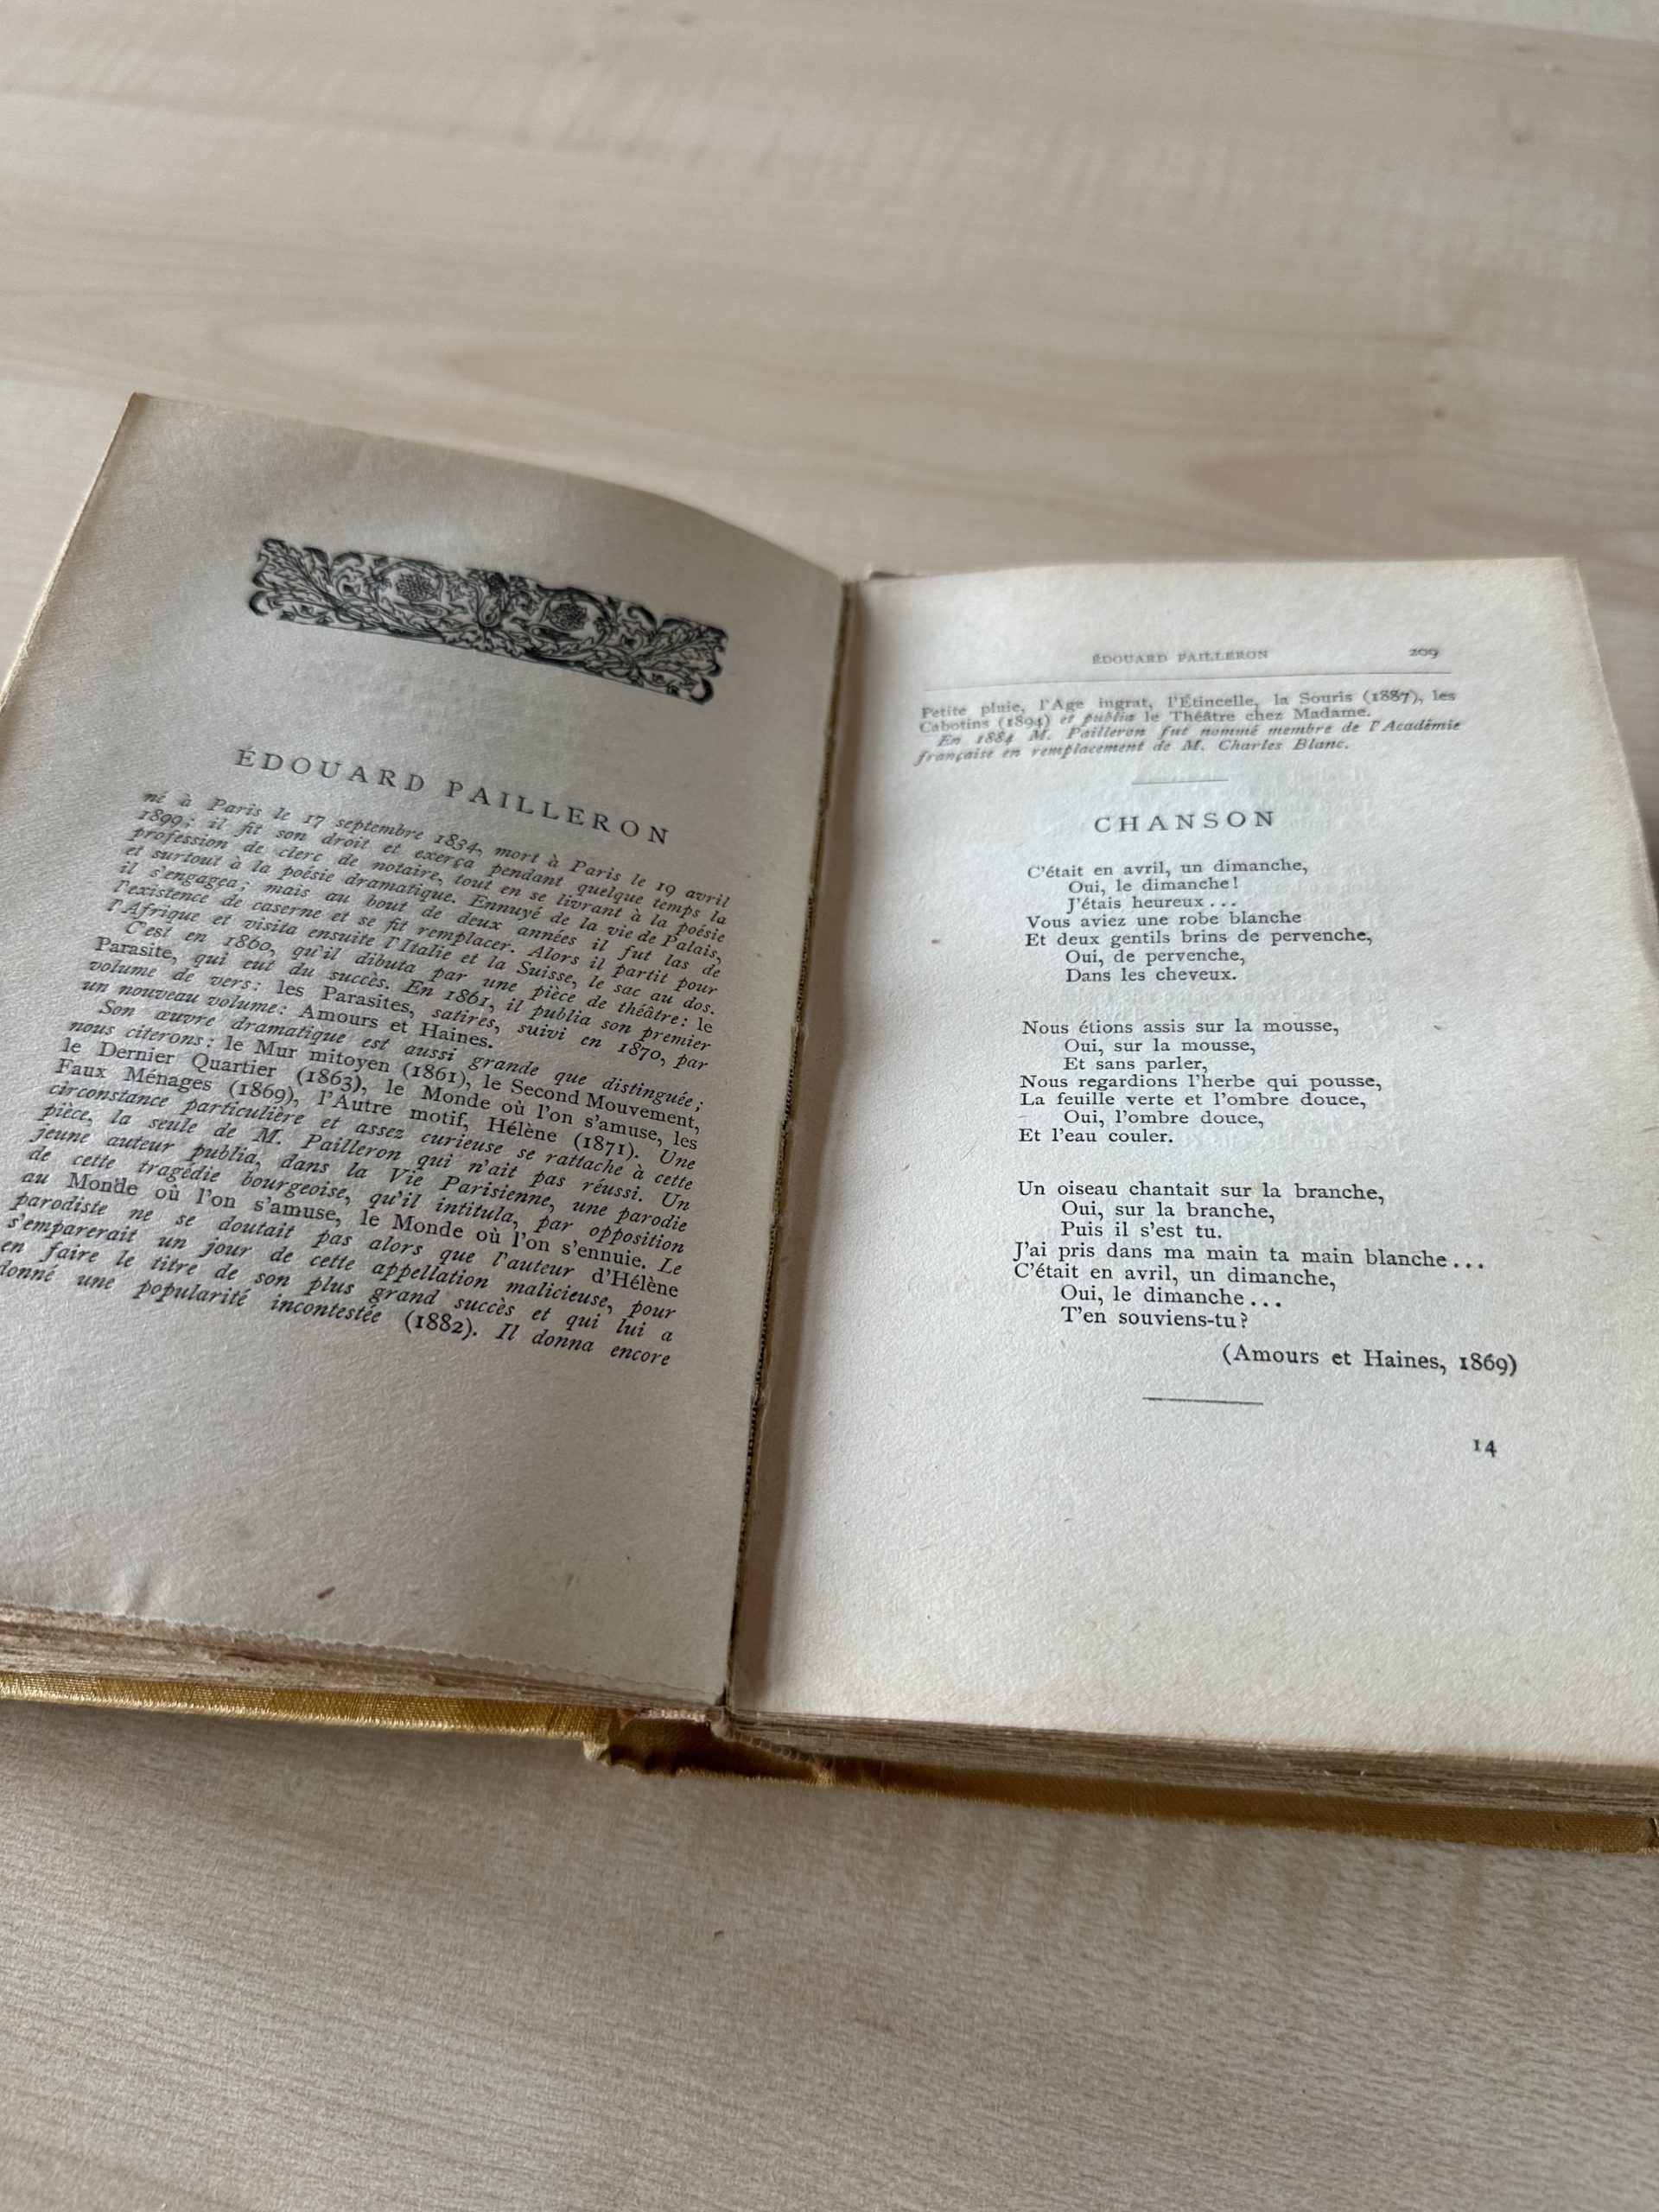 ÉDOUARD PAILLERON
né à Paris le 17 septembre 1834, mort à Paris le 19 avril
1899; il fit son droit et exerça pendant quelque temps la
profession de clerc de notaire, tout en se livrant à la poésie
et surtout à la poésie dramatique. Ennuyé de la vie de Palais,
il s'engagea; mais au bout de deux années il fut las de
l'existence de caserne et se fit remplacer. Alors il partit pour
l'Afrique et visita ensuite l'Italie et la Suisse, le sac au dos.
C'est en 1860, qu'il dibuta par une pièce de théâtre: le
Parasite, qui eut du succès. En 1861, il publia son premier
volume de vers: les Parasites, satires, suivi en 1870, par
un nouveau volume: Amours et Haines.
Son œuvre dramatique est aussi grande que distinguée;
nous citerons: le Mur mitoyen (1861), le Second Mouvement,
le Dernier Quartier (1863), le Monde où l'on s'amuse, les
Faux Ménages (1869), l'Autre motif, Hélène (1871). Une
circonstance particulière et assez curieuse se rattache à cette
pièce, la seule de M. Pailleron qui n'ait pas réussi. Un
jeune auteur publia, dans la Vie Parisienne, une parodie
de cette tragédie bourgeoise, qu'il intitula, par opposition
au Monde où l'on s'amuse, le Monde où l'on s'ennuie. Le
parodiste ne se doutait pas alors que l'auteur d'Hélène
s'emparerait un jour de cette appellation malicieuse, pour
en faire le titre de son plus grand succès et qui lui a
donné une popularité incontestée (1882). Il donna encore
ÉDOUARD PAILLERON 209
Petite pluie, l'Age ingrat, l'Étincelle, la Souris (1887), les
Cabotins (1894) et publia le Théâtre chez Madame.
En 1884 M. Pailleron fut nommé membre de l'Académie
française en remplacement de M. Charles Blanc.
CHANSON
C'était en avril, un dimanche,
Oui, le dimanche!
J'étais heureux...
Vous aviez une robe blanche
Et deux gentils brins de pervenche,
Oui, de pervenche,
Dans les cheveux.
Nous étions assis sur la mousse,
Oui, sur la mousse,
Et sans parler,
Nous regardions l'herbe qui pousse,
La feuille verte et l'ombre douce,
Oui, l'ombre douce,
Et l'eau couler.
Un oiseau chantait sur la branche,
Oui, sur la branche,
Puis il s'est tu.
J'ai pris dans ma main ta main blanche...
C'était en avril, un dimanche,
Oui, le dimanche...
T'en souviens-tu?
(Amours et Haines, 1869)
14